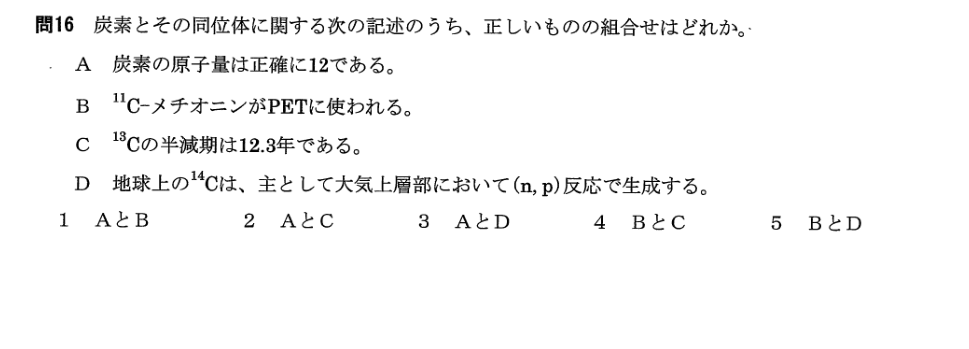 問16 炭素とその同位体に関する次の記述のうち、正しいものの組合せはどれか。
A 炭素の原子量は正確に12である。
B ¹¹C-メチオニンがPETに使われる。
C ¹³Cの半減期は12.3年である。
D 地球上の¹⁴Cは、主として大気上層部において(n, p)反応で生成する。
1 AとB 2 AとC 3 AとD 4 BとC 5 BとD